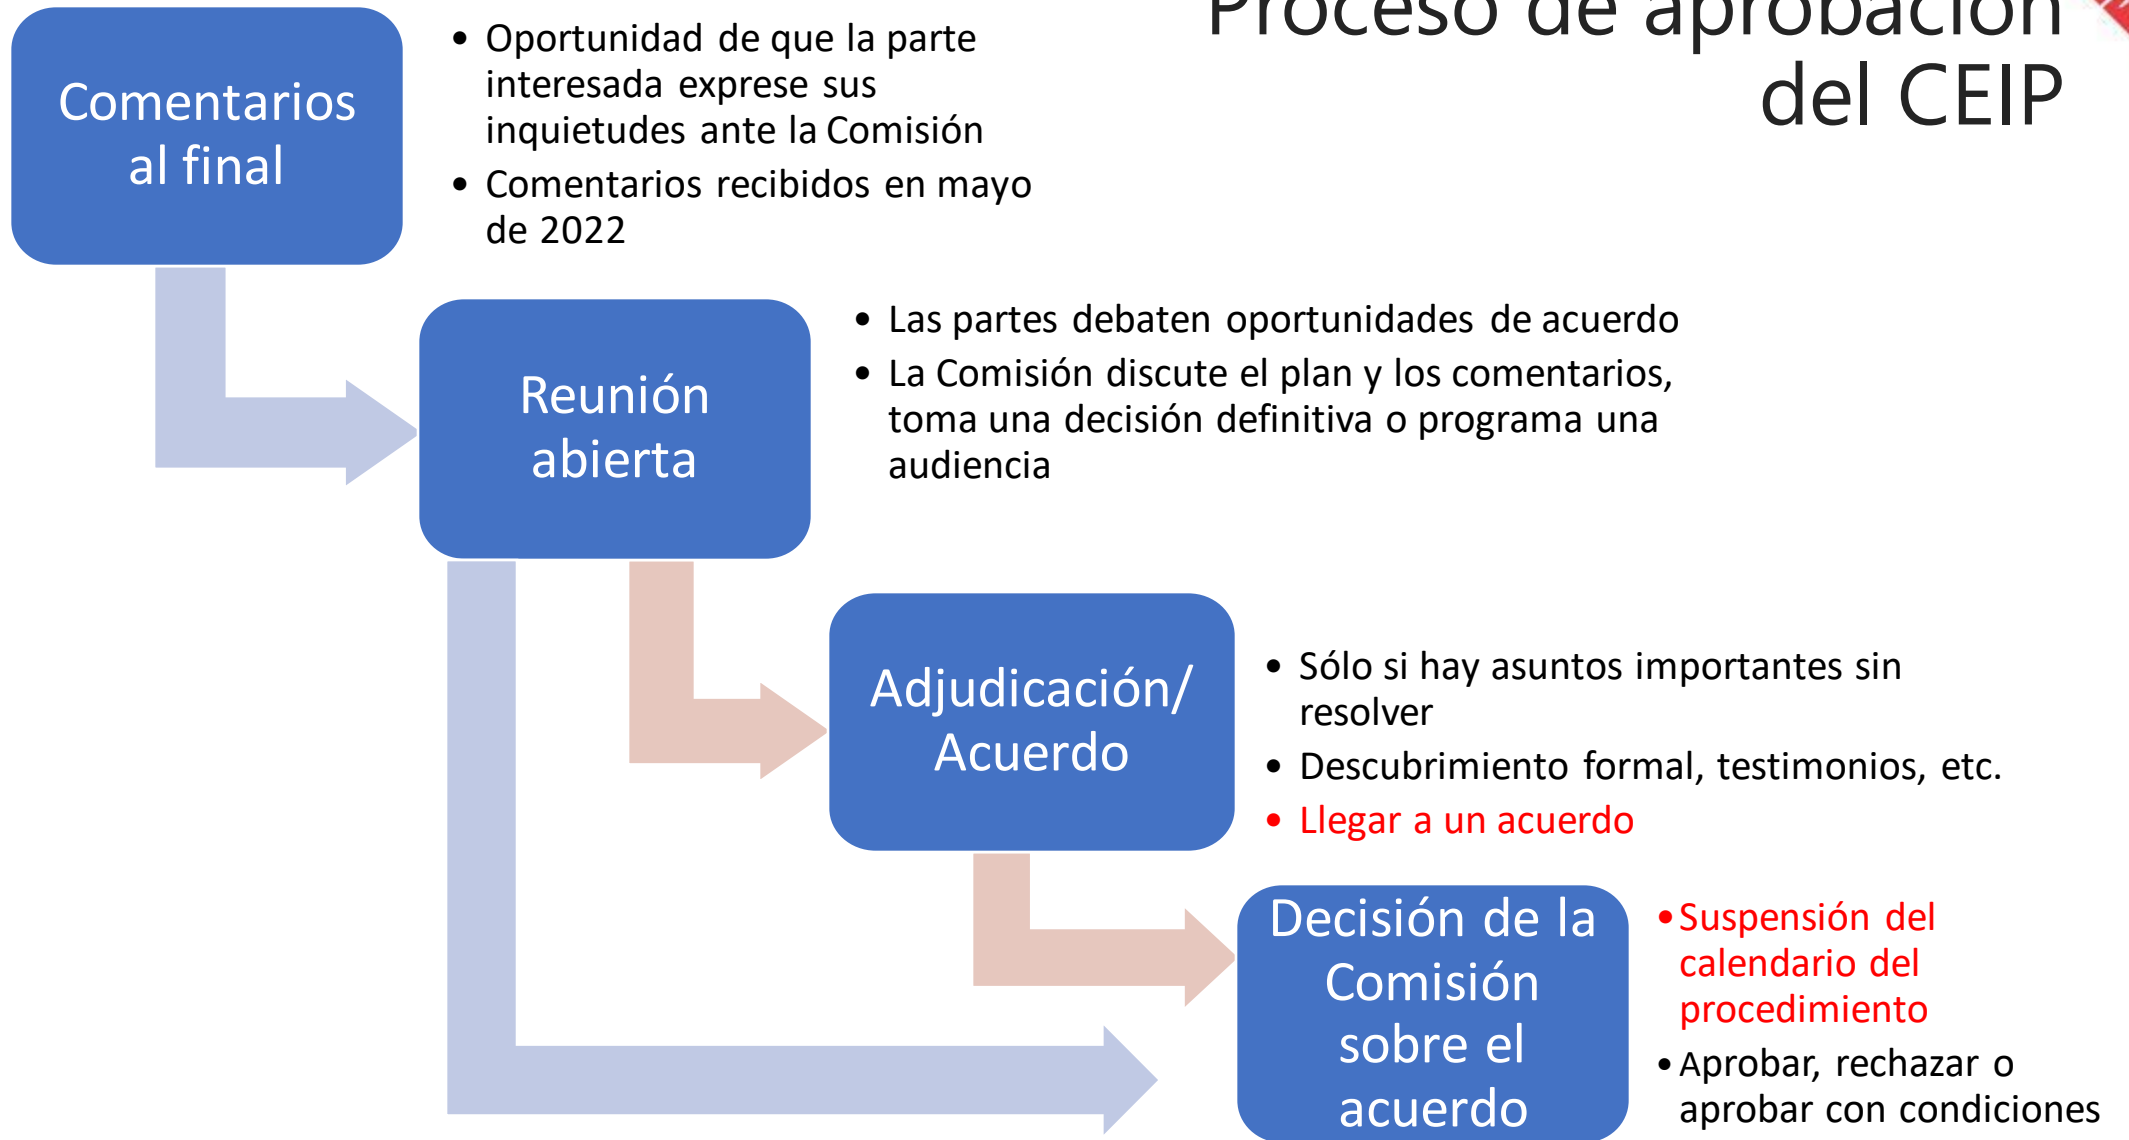 Proceso de aprobación
del CEIP
Comentarios
al final
• Oportunidad de que la parte
interesada exprese sus
inquietudes ante la Comisión
• Comentarios recibidos en mayo
de 2022
Reunión
abierta
• Las partes debaten oportunidades de acuerdo
• La Comisión discute el plan y los comentarios,
toma una decisión definitiva o programa una
audiencia
Adjudicación/
Acuerdo
• Sólo si hay asuntos importantes sin
resolver
• Descubrimiento formal, testimonios, etc.
• Llegar a un acuerdo
Decisión de la
Comisión
sobre el
acuerdo
• Suspensión del
calendario del
procedimiento
• Aprobar, rechazar o
aprobar con condiciones